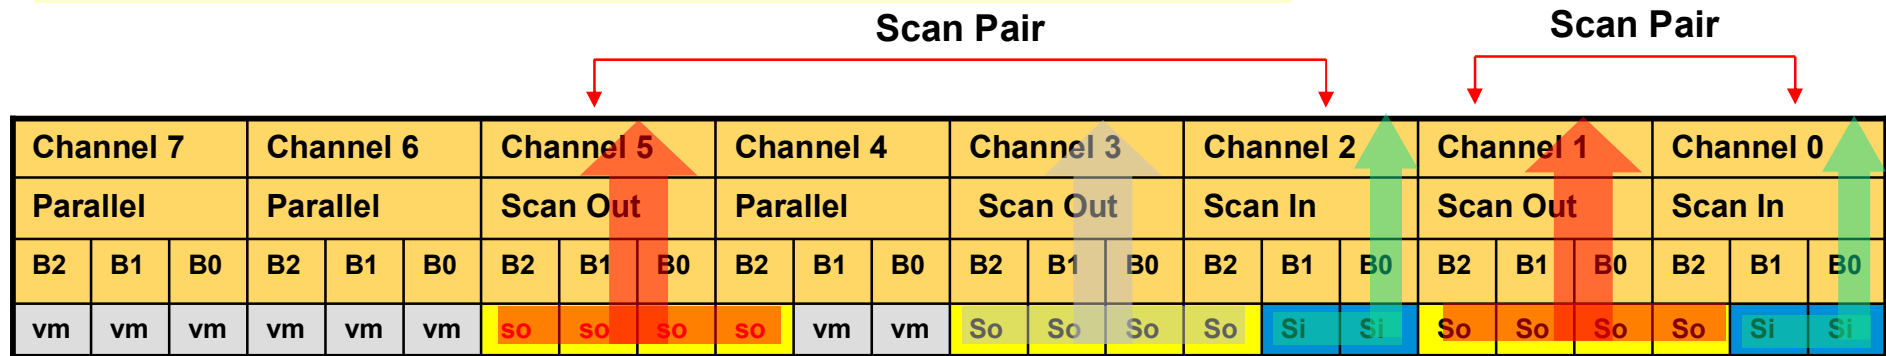 Scan Pair Scan Pair
Channel 7 Channel 6 Channel 5 Channel 4 Channel 3 Channel 2 Channel 1 Channel 0
Parallel Parallel Scan Out Parallel Scan Out Scan In Scan Out Scan In
B2 B1 B0 B2 B1 B0 B2 B1 B0 B2 B1 B0 B2 B1 B0 B2 B1 B0 B2 B1 B0 B2 B1 B0
vm vm vm vm vm vm so so so so vm vm So So So So Si Si So So So So Si Si